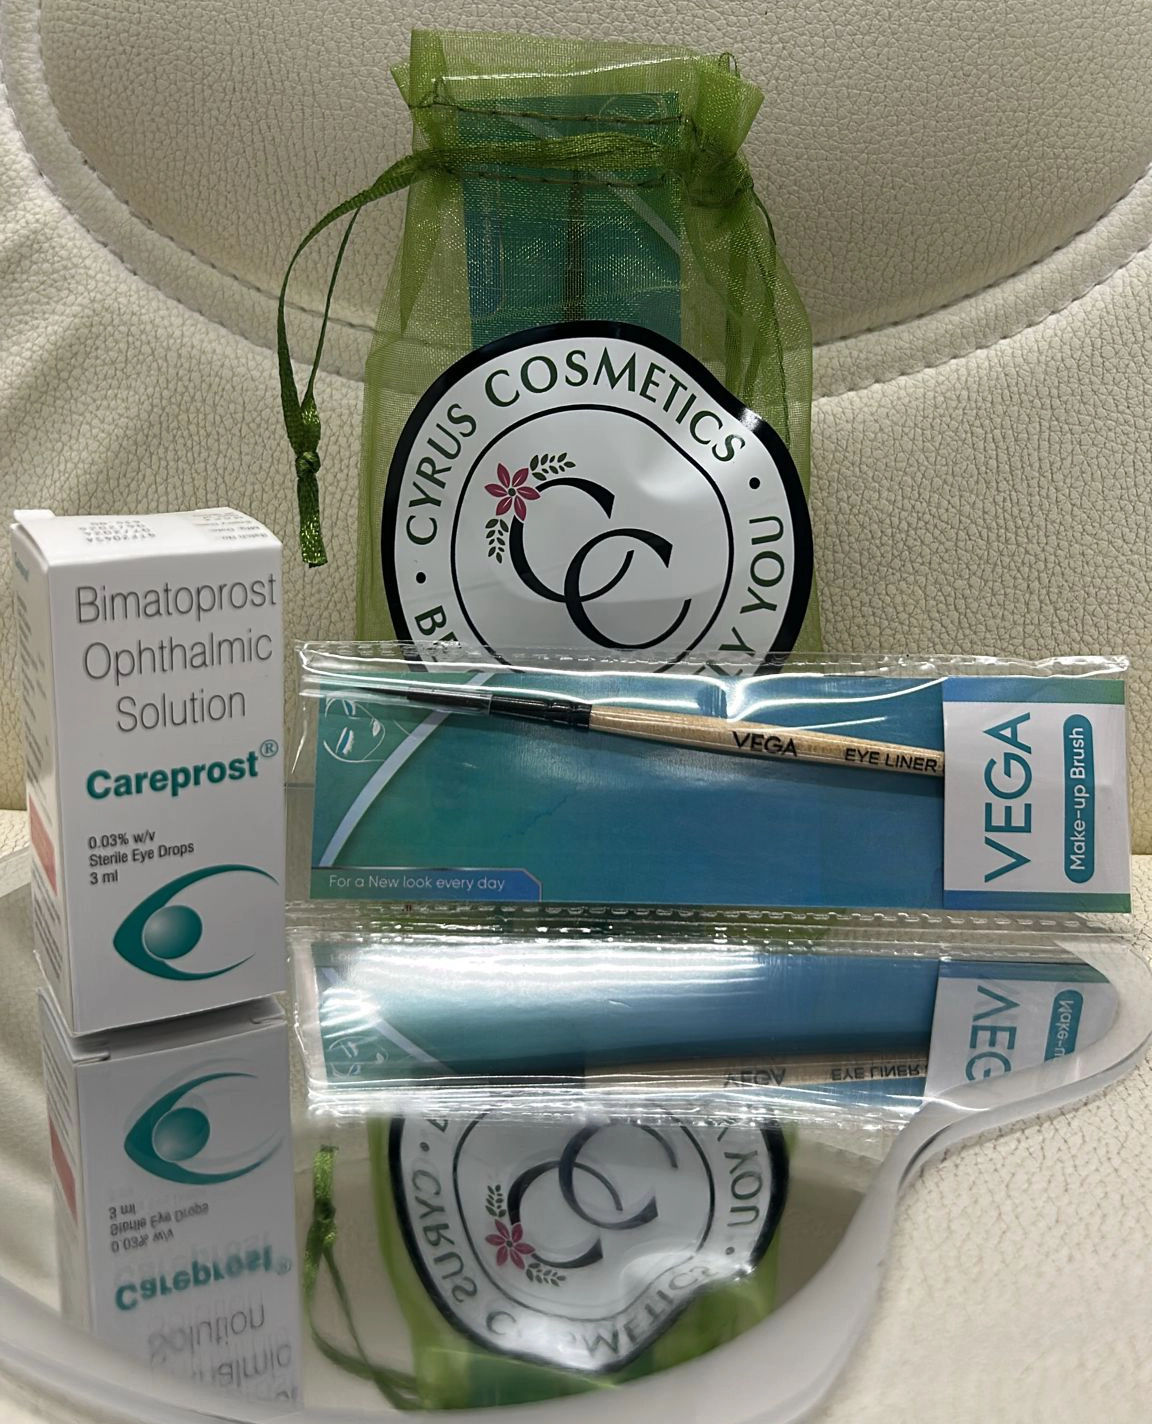 • CYRUS COSMETICS •
YOU
CC
Bimatoprost
Ophthalmic
Solution
Careprost®
0.03% w/v
Sterile Eye Drops
3 ml
VEGA
EYE LINER
VEGA
Make-up Brush
For a New look every day